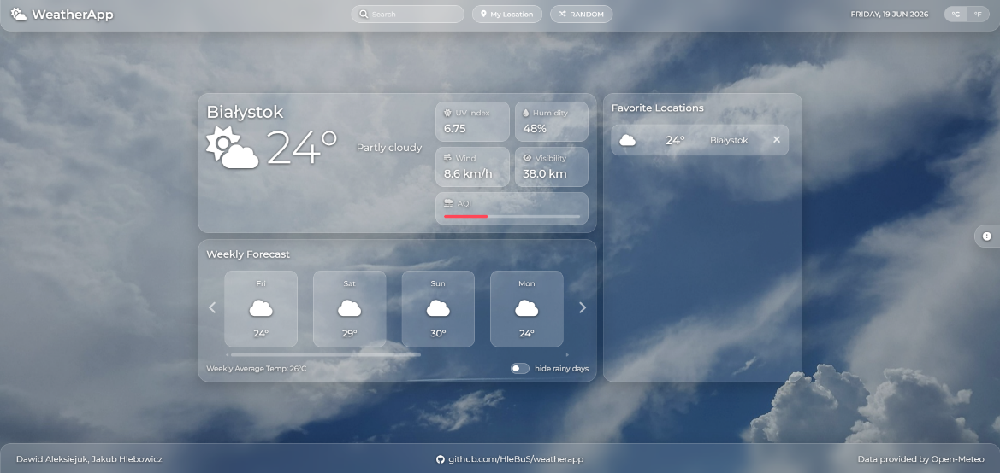 WeatherApp
Search
My Location
RANDOM
FRIDAY, 19 JUN 2026
°C
°F
Białystok
24°
Partly cloudy
UV Index
6.75
Humidity
48%
Wind
8.6 km/h
Visibility
38.0 km
AQI
Favorite Locations
24° Białystok
Weekly Forecast
Fri
24°
Sat
29°
Sun
30°
Mon
24°
Weekly Average Temp: 26°C
hide rainy days
Dawid Aleksiejuk, Jakub Hlebowicz
github.com/HleBuS/weatherapp
Data provided by Open-Meteo